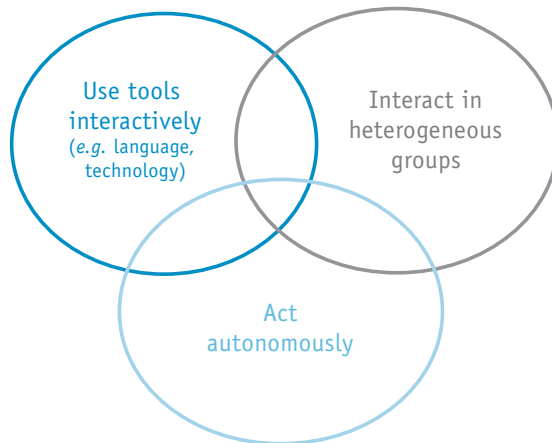 Use tools
interactively
(e.g. language,
technology)
Interact in
heterogeneous
groups
Act
autonomously